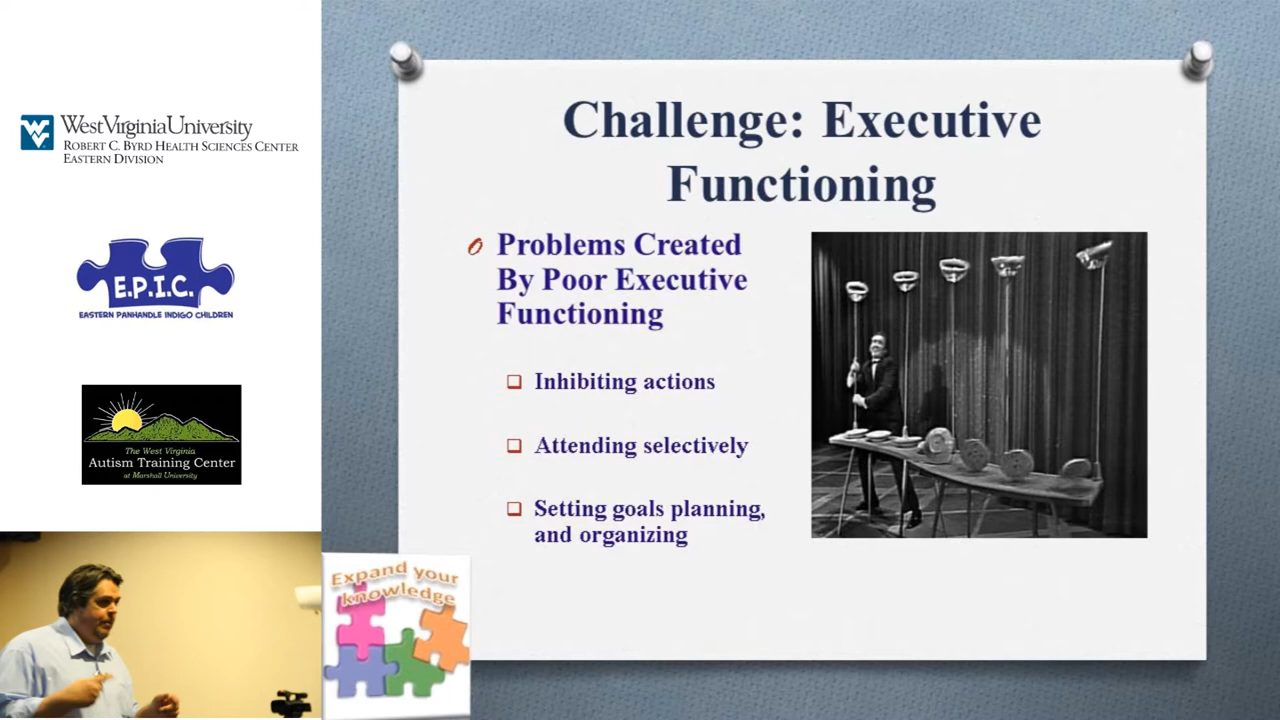 West Virginia University
ROBERT C. BYRD HEALTH SCIENCES CENTER
EASTERN DIVISION
E.P.I.C.
EASTERN PANHANDLE INDIGO CHILDREN
The West Virginia
Autism Training Center
at Marshall University
Challenge: Executive
Functioning
Problems Created
By Poor Executive
Functioning
Inhibiting actions
Attending selectively
Setting goals planning,
and organizing
Expand your
knowledge